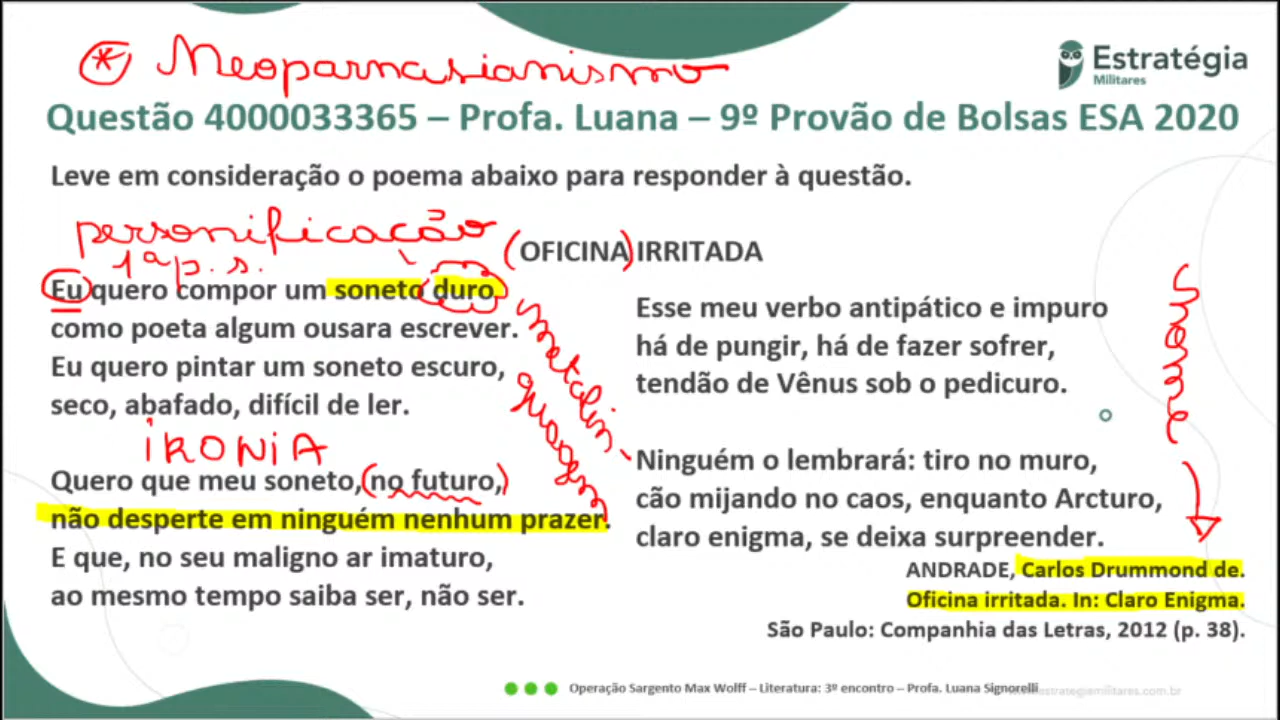 * Neoparnasianismo
Estratégia
Militares
Questão 4000033365 – Profa. Luana – 9º Provão de Bolsas ESA 2020
Leve em consideração o poema abaixo para responder à questão.
personificação
(OFICINA) IRRITADA
1ª p. s.
Eu quero compor um soneto duro
como poeta algum ousara escrever.
Eu quero pintar um soneto escuro,
seco, abafado, difícil de ler.
metalin-
guagem
IRONIA
Quero que meu soneto, (no futuro,)
não desperte em ninguém nenhum prazer.
E que, no seu maligno ar imaturo,
ao mesmo tempo saiba ser, não ser.
Esse meu verbo antipático e impuro
há de pungir, há de fazer sofrer,
tendão de Vênus sob o pedicuro.
Ninguém o lembrará: tiro no muro,
cão mijando no caos, enquanto Arcturo,
claro enigma, se deixa surpreender.
ANDRADE, Carlos Drummond de.
Oficina irritada. In: Claro Enigma.
São Paulo: Companhia das Letras, 2012 (p. 38).
Operação Sargento Max Wolff – Literatura: 3º encontro – Profa. Luana Signorelli
estrategiamilitares.com.br